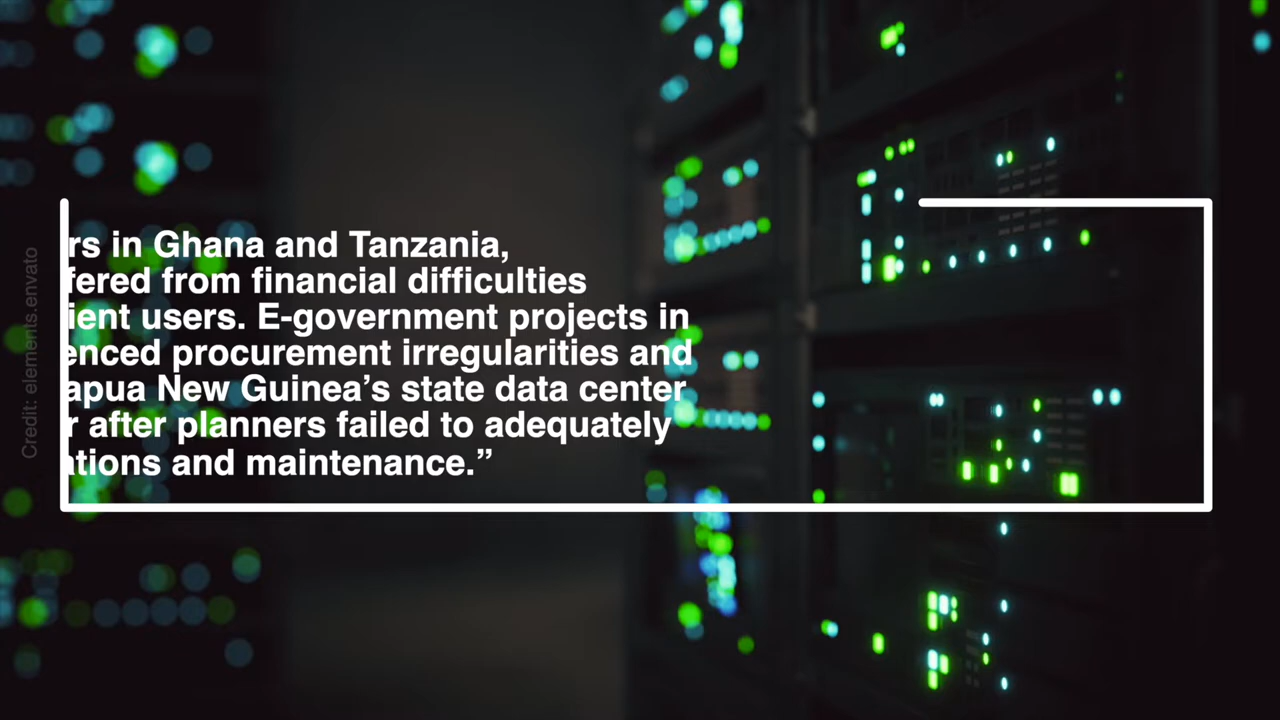 rs in Ghana and Tanzania,
fered from financial difficulties
ient users. E-government projects in
enced procurement irregularities and
apua New Guinea’s state data center
r after planners failed to adequately
ations and maintenance.”
Credit: elements.envato